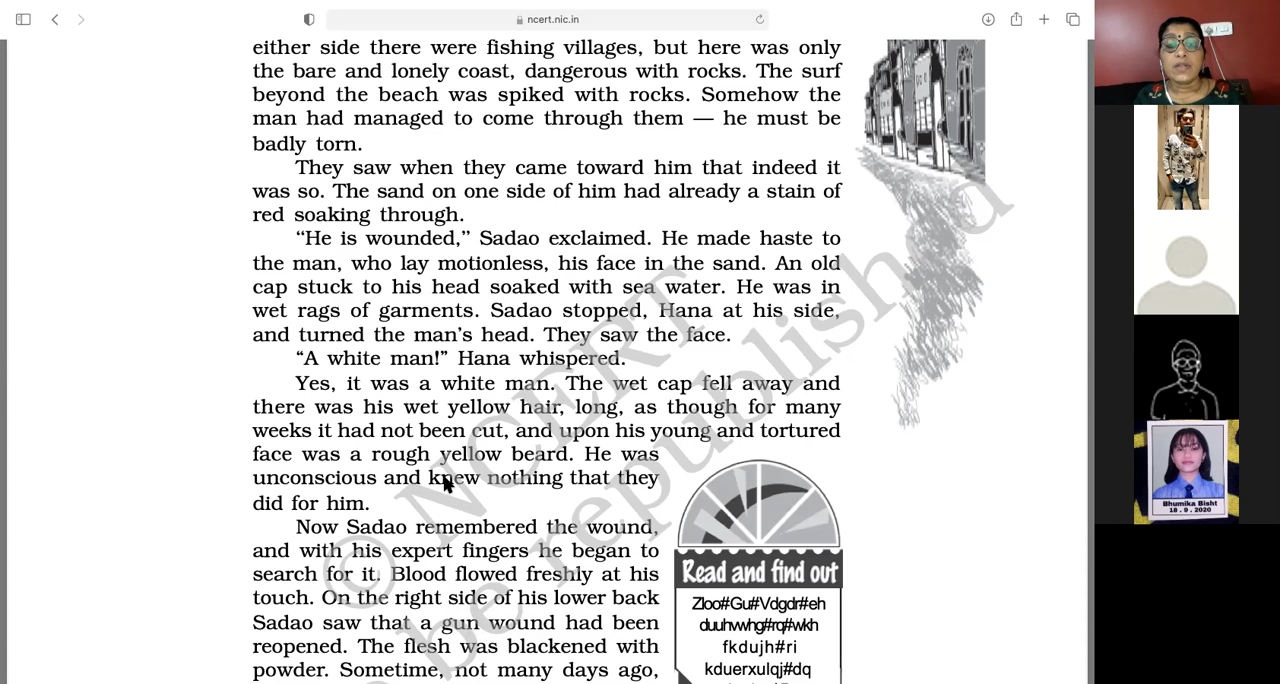 ncert.nic.in
either side there were fishing villages, but here was only
the bare and lonely coast, dangerous with rocks. The surf
beyond the beach was spiked with rocks. Somehow the
man had managed to come through them — he must be
badly torn.
They saw when they came toward him that indeed it
was so. The sand on one side of him had already a stain of
red soaking through.
“He is wounded,” Sadao exclaimed. He made haste to
the man, who lay motionless, his face in the sand. An old
cap stuck to his head soaked with sea water. He was in
wet rags of garments. Sadao stopped, Hana at his side,
and turned the man’s head. They saw the face.
“A white man!” Hana whispered.
Yes, it was a white man. The wet cap fell away and
there was his wet yellow hair, long, as though for many
weeks it had not been cut, and upon his young and tortured
face was a rough yellow beard. He was
unconscious and knew nothing that they
did for him.
Now Sadao remembered the wound,
and with his expert fingers he began to
search for it. Blood flowed freshly at his
touch. On the right side of his lower back
Sadao saw that a gun wound had been
reopened. The flesh was blackened with
powder. Sometime, not many days ago,
Read and find out
Zloo#Gu#Vdgdr#eh
duuhvwhg#rq#wkh
fkdujh#ri
kduerxulqj#dq
© NCERT
be republished
Bhumika Bisht
18.9.2020